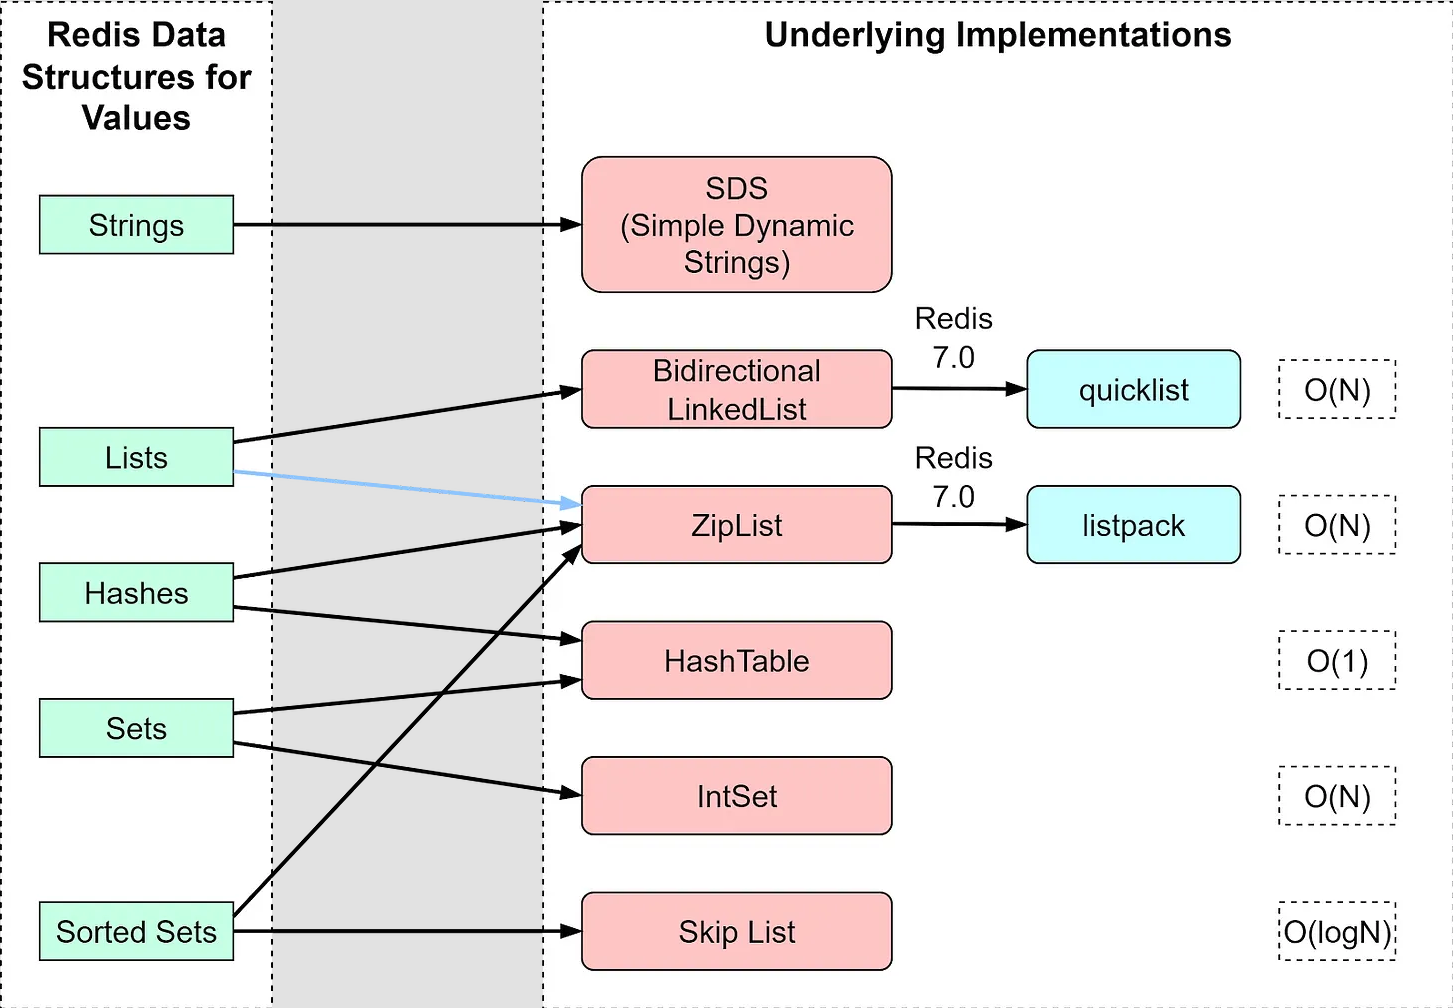 Redis Data
Structures for
Values
Underlying Implementations
Strings
SDS
(Simple Dynamic
Strings)
Lists
Bidirectional
LinkedList
Redis
7.0
quicklist
O(N)
ZipList
Redis
7.0
listpack
O(N)
Hashes
HashTable
O(1)
Sets
IntSet
O(N)
Sorted Sets
Skip List
O(logN)